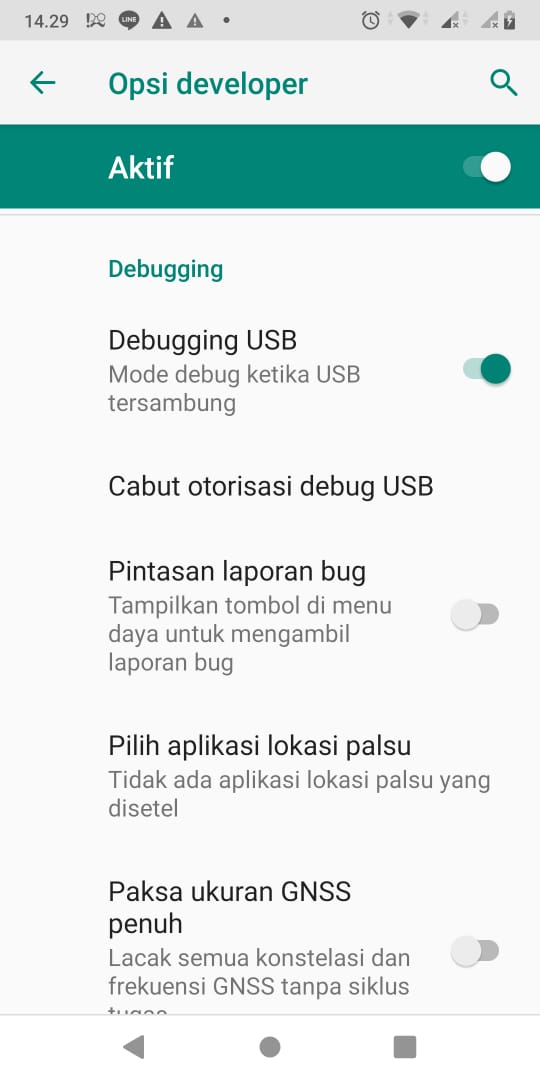 14.29
LINE
Opsi developer
Aktif
Debugging
Debugging USB
Mode debug ketika USB
tersambung
Cabut otorisasi debug USB
Pintasan laporan bug
Tampilkan tombol di menu
daya untuk mengambil
laporan bug
Pilih aplikasi lokasi palsu
Tidak ada aplikasi lokasi palsu yang
disetel
Paksa ukuran GNSS
penuh
Lacak semua konstelasi dan
frekuensi GNSS tanpa siklus